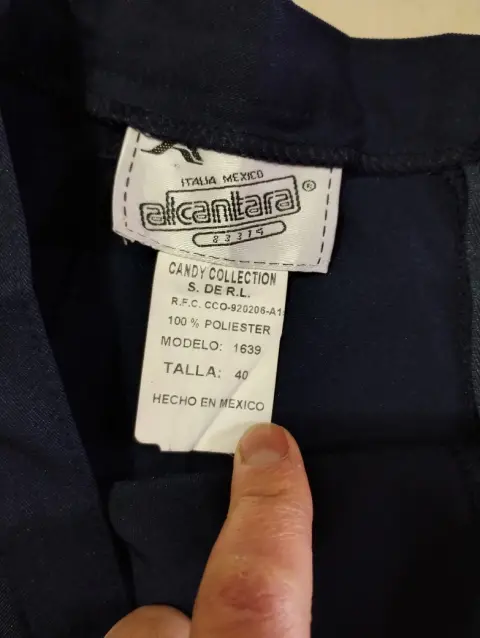 ITALIA MEXICO
alcantara®
83314
CANDY COLLECTION
S. DE R.L.
R.F.C. CCO-920206-A1
100 % POLIESTER
MODELO: 1639
TALLA: 40
HECHO EN MEXICO